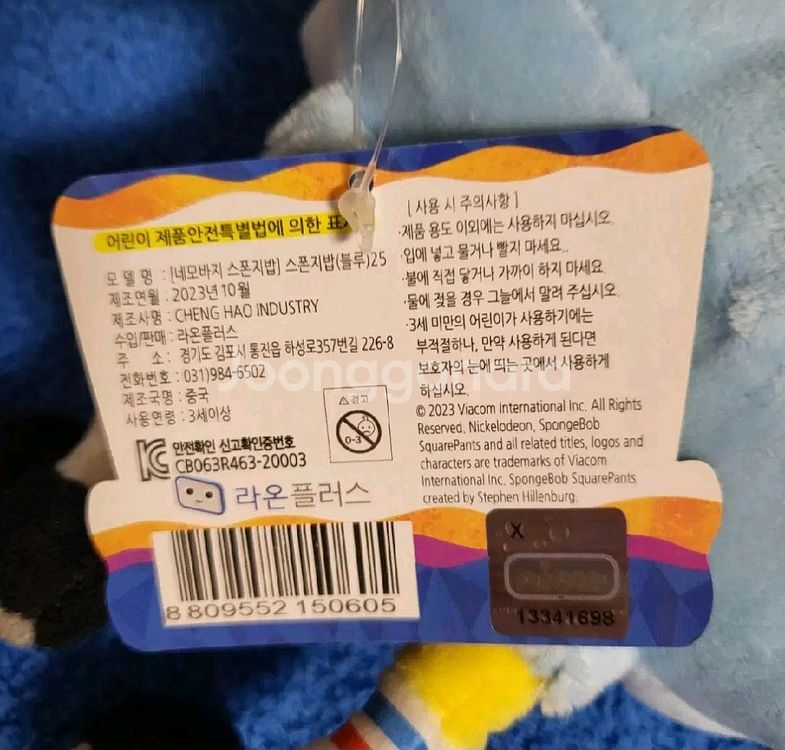 어린이 제품안전특별법에 의한
모 델 명 : [네모바지 스폰지밥] 스폰지밥(블루)25
제조연월 : 2023년 10월
제조사명 : CHENG HAO INDUSTRY
수입/판매 : 라온플러스
주 소 : 경기도 김포시 통진읍 하성로357번길 226-8
전화번호 : 031)984-6502
제조국명 : 중국
사용연령 : 3세이상
안전확인 신고확인증번호
CB063R463-20003
⚠경고
0-3
라온플러스
8 809552 150605
[ 사용 시 주의사항 ]
·제품 용도 이외에는 사용하지 마십시오.
·입에 넣고 물거나 빨지 마세요..
·불에 직접 닿거나 가까이 하지 마세요.
·물에 젖을 경우 그늘에서 말려 주십시오.
·3세 미만의 어린이가 사용하기에는
부적절하나, 만약 사용하게 된다면
보호자의 눈에 띄는 곳에서 사용하게
하십시오.
© 2023 Viacom International Inc. All Rights
Reserved. Nickelodeon, SpongeBob
SquarePants and all related titles, logos and
characters are trademarks of Viacom
International Inc. SpongeBob SquarePants
created by Stephen Hillenburg.
X
13341698